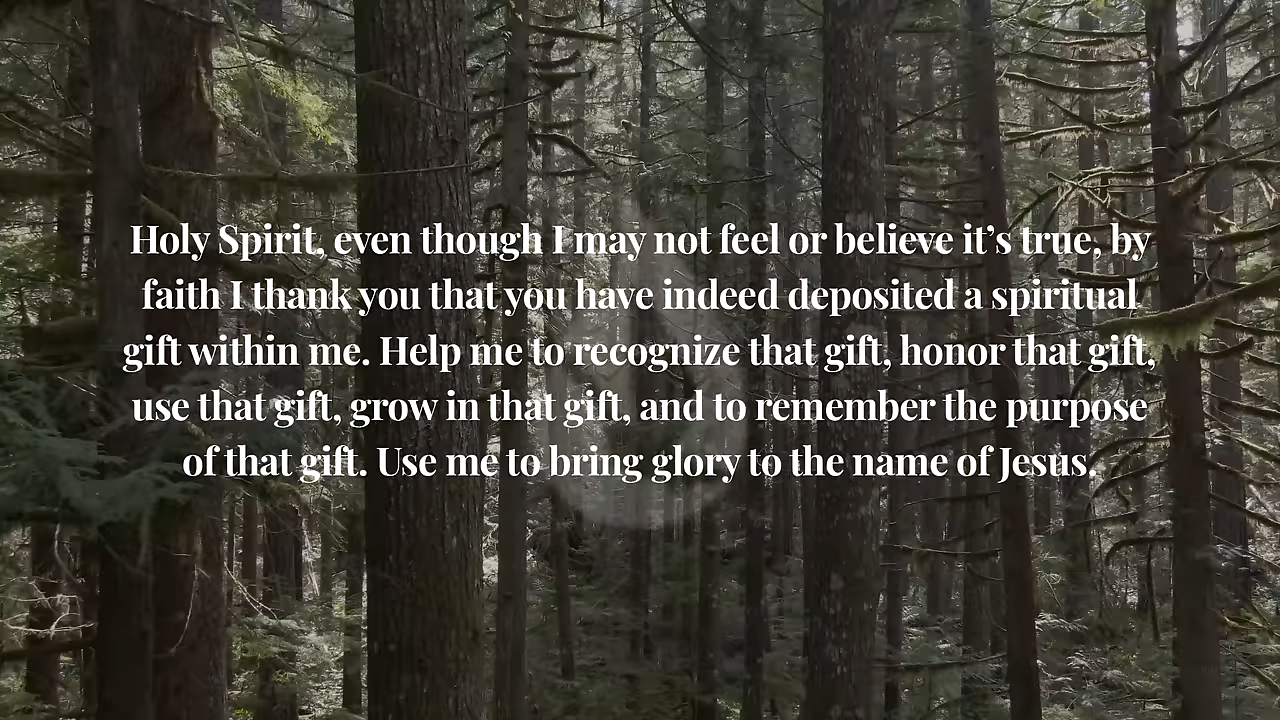 Holy Spirit, even though I may not feel or believe it’s true, by
faith I thank you that you have indeed deposited a spiritual
gift within me. Help me to recognize that gift, honor that gift,
use that gift, grow in that gift, and to remember the purpose
of that gift. Use me to bring glory to the name of Jesus.